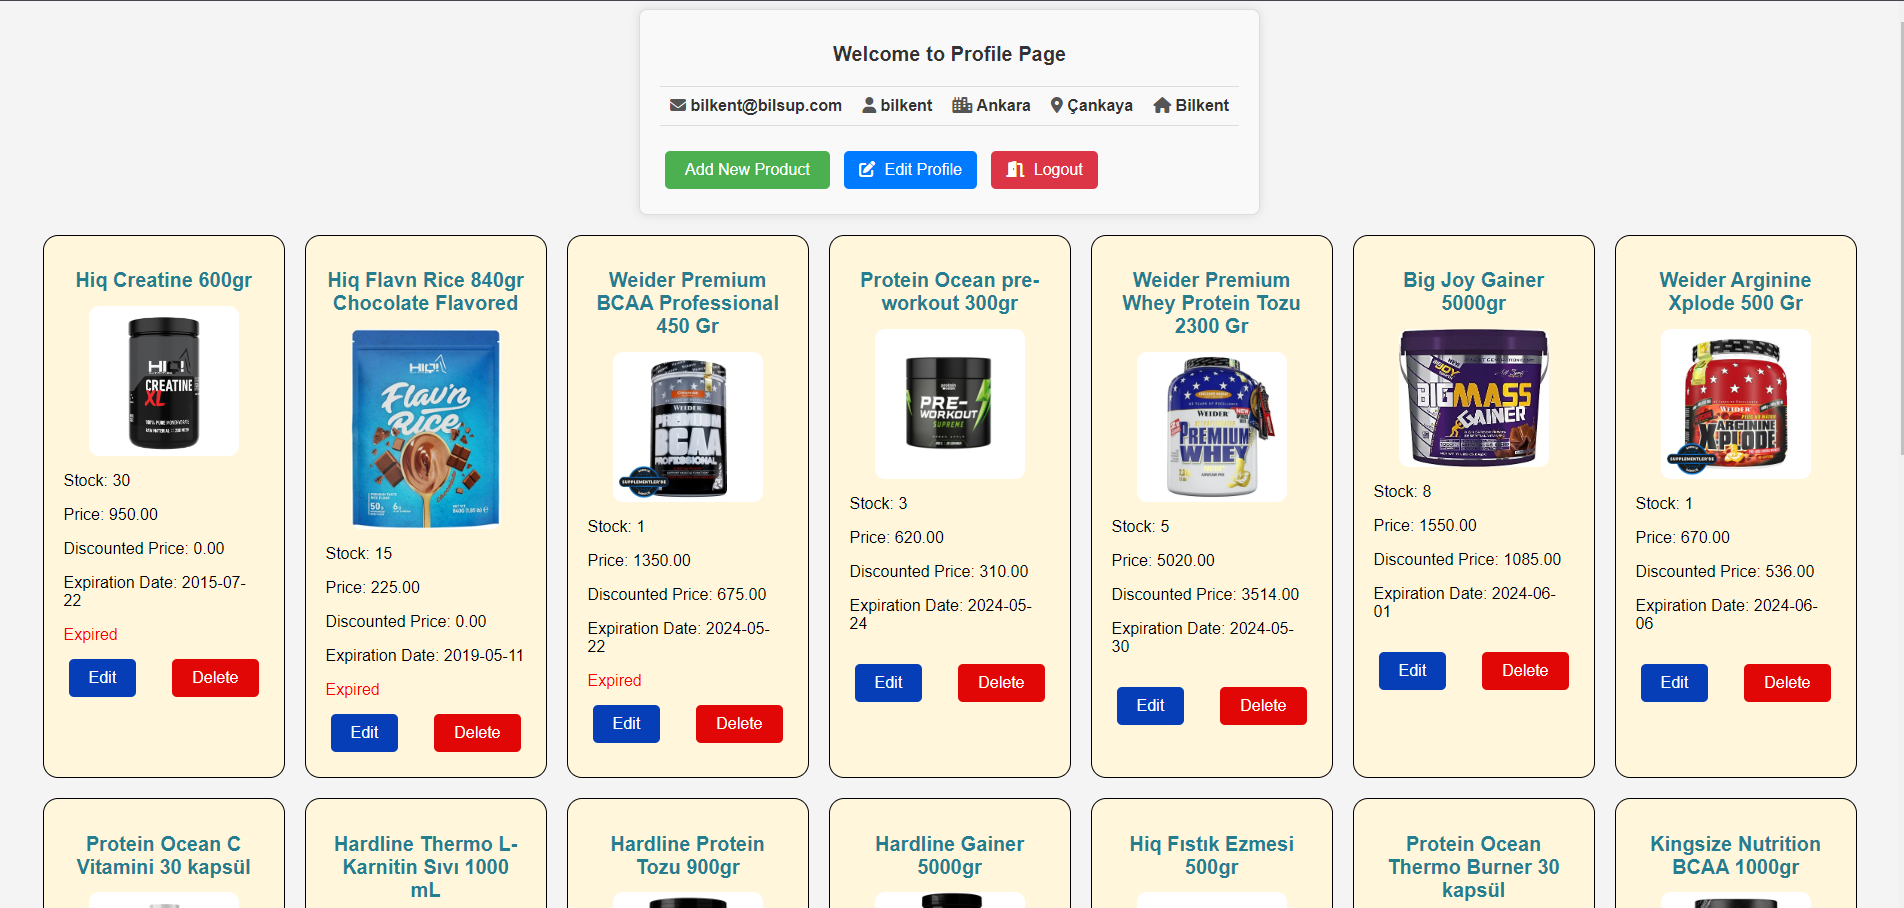 Welcome to Profile Page
bilkent@bilsup.com bilkent Ankara Çankaya Bilkent
Add New Product Edit Profile Logout
Hiq Creatine 600gr
HIQ!
CREATINE
XL
Stock: 30
Price: 950.00
Discounted Price: 0.00
Expiration Date: 2015-07-
22
Expired
Edit Delete
Hiq Flavn Rice 840gr
Chocolate Flavored
HIQ!
Flav'n
Rice
Stock: 15
Price: 225.00
Discounted Price: 0.00
Expiration Date: 2019-05-11
Expired
Edit Delete
Weider Premium
BCAA Professional
450 Gr
WEIDER
PREMIUM
BCAA
PROFESSIONAL
Stock: 1
Price: 1350.00
Discounted Price: 675.00
Expiration Date: 2024-05-
22
Expired
Edit Delete
Protein Ocean pre-
workout 300gr
PRE-
WORKOUT
SUPREME
Stock: 3
Price: 620.00
Discounted Price: 310.00
Expiration Date: 2024-05-
24
Edit Delete
Weider Premium
Whey Protein Tozu
2300 Gr
WEIDER
PREMIUM
WHEY
Stock: 5
Price: 5020.00
Discounted Price: 3514.00
Expiration Date: 2024-05-
30
Edit Delete
Big Joy Gainer
5000gr
BIGMASS
GAINER
Stock: 8
Price: 1550.00
Discounted Price: 1085.00
Expiration Date: 2024-06-
01
Edit Delete
Weider Arginine
Xplode 500 Gr
WEIDER
ARGININE
X-PLODE
Stock: 1
Price: 670.00
Discounted Price: 536.00
Expiration Date: 2024-06-
06
Edit Delete
Protein Ocean C
Vitamini 30 kapsül
Hardline Thermo L-
Karnitin Sıvı 1000
mL
Hardline Protein
Tozu 900gr
Hardline Gainer
5000gr
Hiq Fıstık Ezmesi
500gr
Protein Ocean
Thermo Burner 30
kapsül
Kingsize Nutrition
BCAA 1000gr